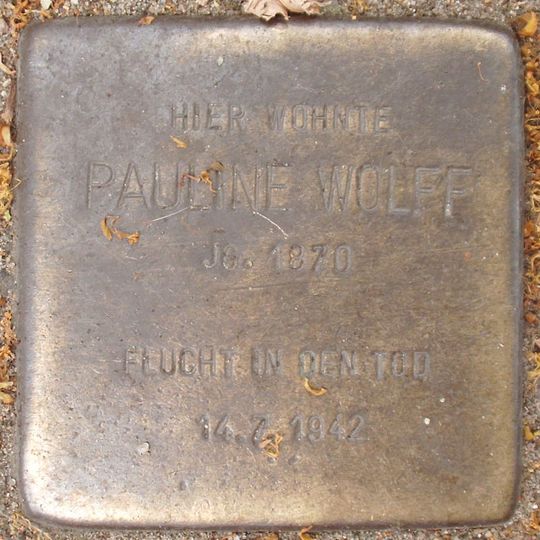 HIER WOHNTE
PAULINE WOLFF
JG. 1870
FLUCHT IN DEN TOD
14.7.1942